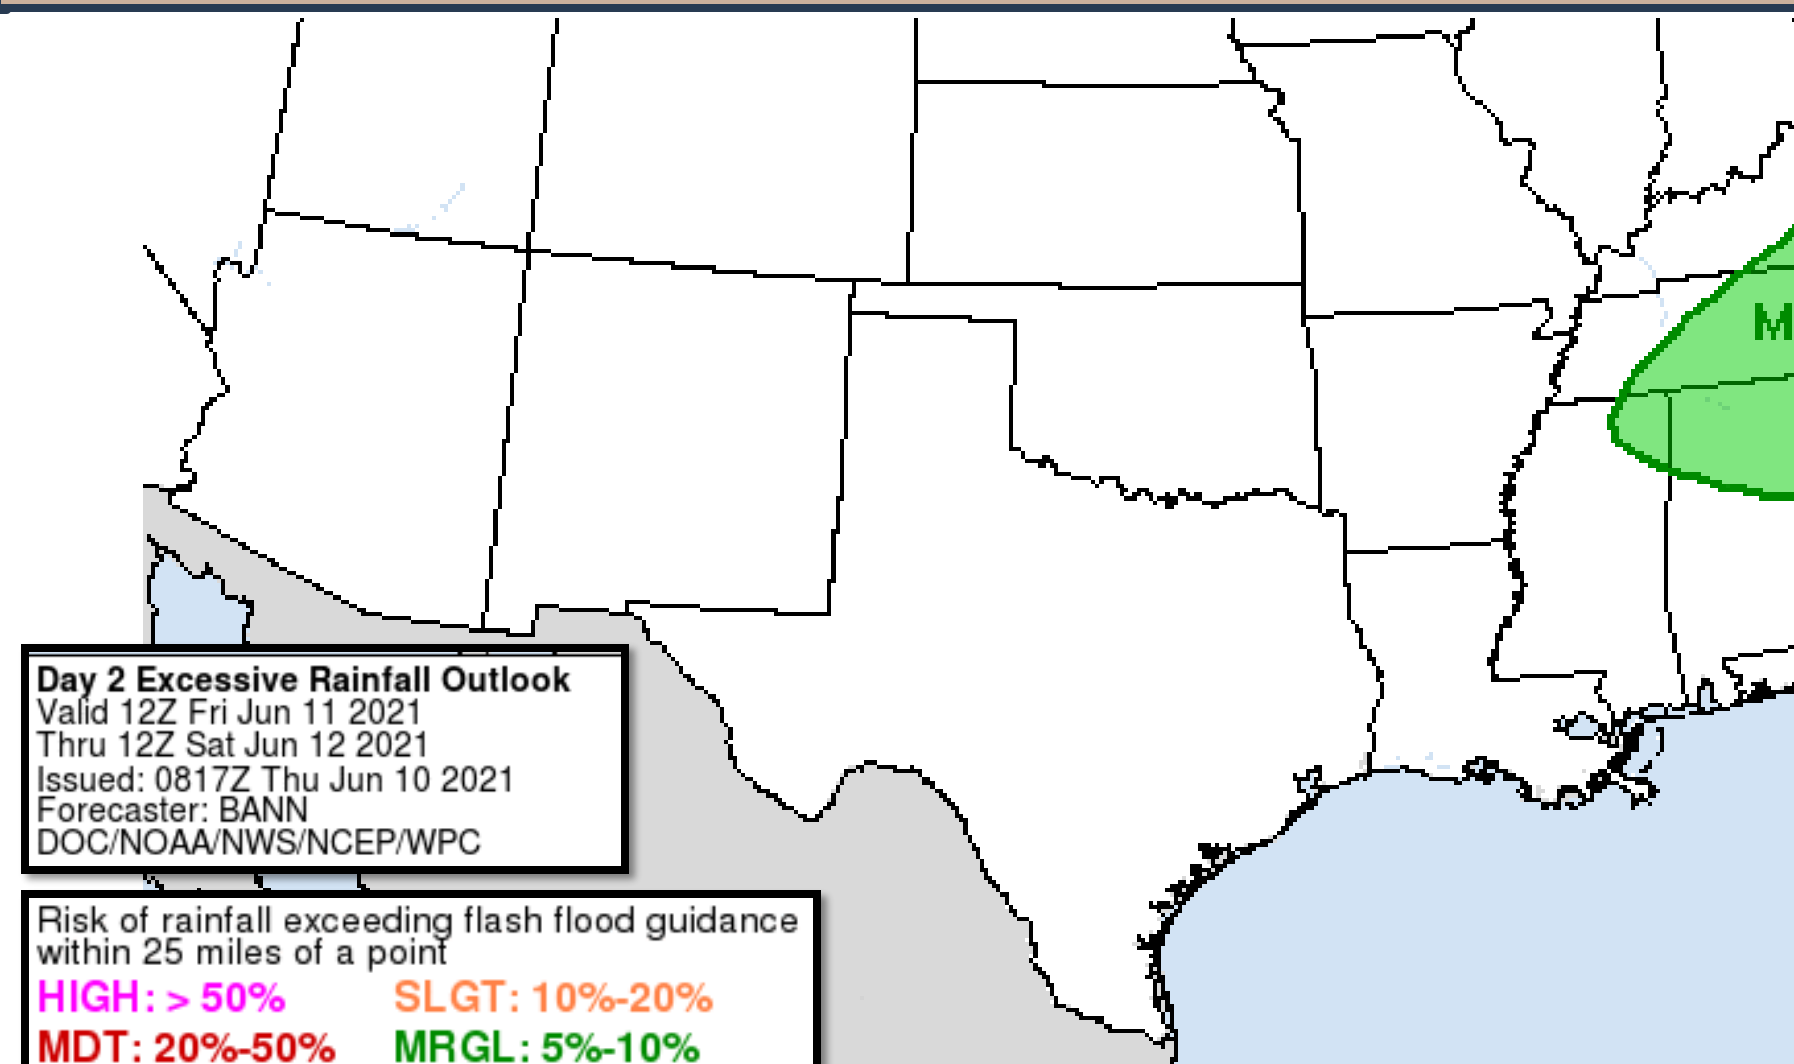 M
Day 2 Excessive Rainfall Outlook
Valid 12Z Fri Jun 11 2021
Thru 12Z Sat Jun 12 2021
Issued: 0817Z Thu Jun 10 2021
Forecaster: BANN
DOC/NOAA/NWS/NCEP/WPC
Risk of rainfall exceeding flash flood guidance
within 25 miles of a point
HIGH: > 50% SLGT: 10%-20%
MDT: 20%-50% MRGL: 5%-10%